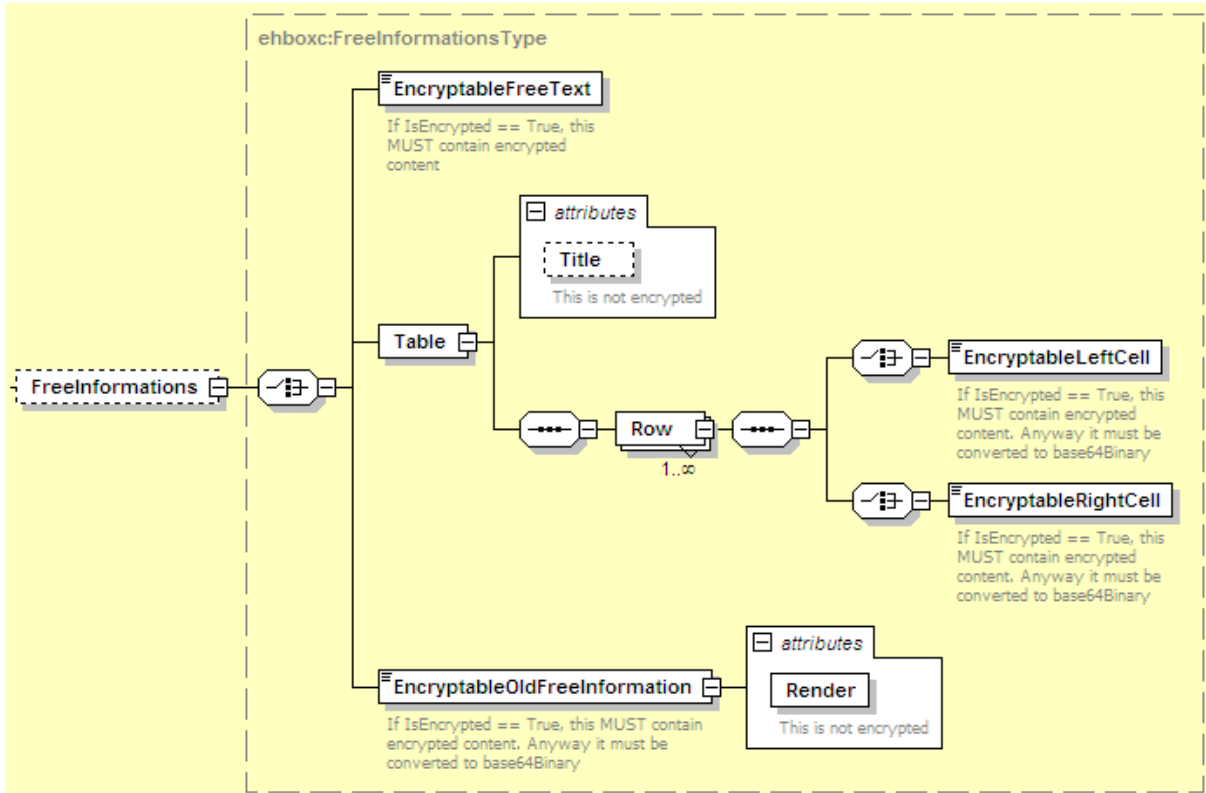 ehboxc:FreeInformationsType
EncryptableFreeText
If IsEncrypted == True, this
MUST contain encrypted
content
attributes
Title
This is not encrypted
Table
FreeInformations
Row
1..∞
EncryptableLeftCell
If IsEncrypted == True, this
MUST contain encrypted
content. Anyway it must be
converted to base64Binary
EncryptableRightCell
If IsEncrypted == True, this
MUST contain encrypted
content. Anyway it must be
converted to base64Binary
attributes
EncryptableOldFreeInformation
Render
If IsEncrypted == True, this MUST contain
encrypted content. Anyway it must be
converted to base64Binary
This is not encrypted